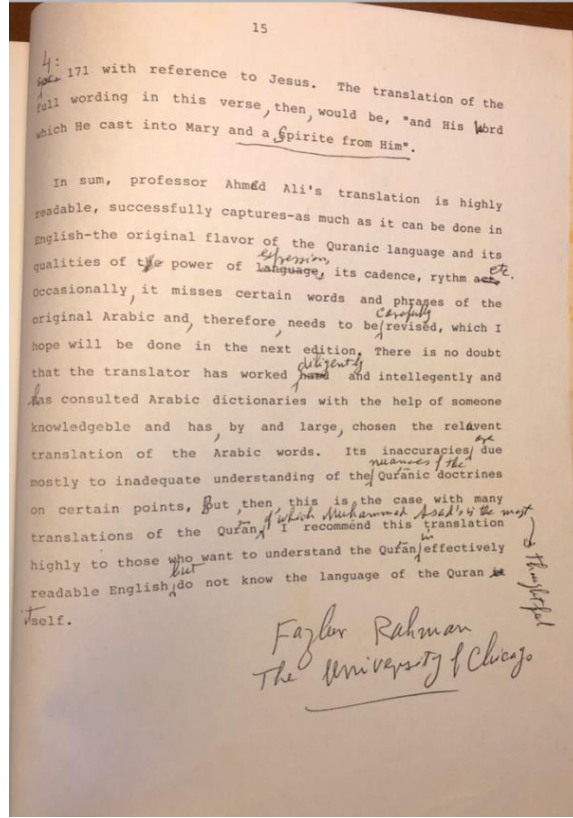 15
4:
171 with reference to Jesus. The translation of the
full wording in this verse, then, would be, "and His Word
which He cast into Mary and a Spirite from Him".
In sum, professor Ahmed Ali's translation is highly
readable, successfully captures-as much as it can be done in
English-the original flavor of the Quranic language and its
expression,
qualities of the power of language, its cadence, rythm etc.
Occasionally, it misses certain words and phrases of the
carefully
original Arabic and, therefore, needs to be revised, which I
hope will be done in the next edition. There is no doubt
diligently
that the translator has worked hard and intellegently and
has consulted Arabic dictionaries with the help of someone
knowledgeble and has, by and large, chosen the relavent
are
translation of the Arabic words. Its inaccuracies due
nuances of the
mostly to inadequate understanding of the Quranic doctrines
on certain points. But, then, this is the case with many
of which Muhammad Asad's is the most
thoughtful
translations of the Qur'an. I recommend this translation
in
highly to those who want to understand the Qur'an effectively
but
readable English, do not know the language of the Quran
itself.
Fazlur Rahman
The University of Chicago